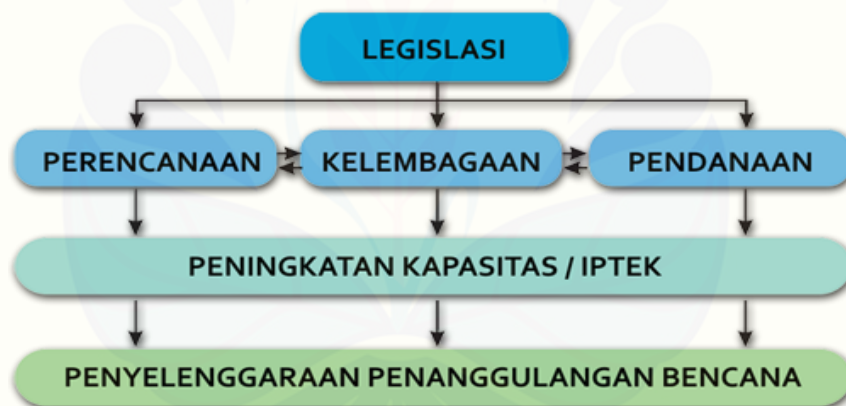 LEGISLASI
PERENCANAAN
KELEMBAGAAN
PENDANAAN
PENINGKATAN KAPASITAS / IPTEK
PENYELENGGARAAN PENANGGULANGAN BENCANA